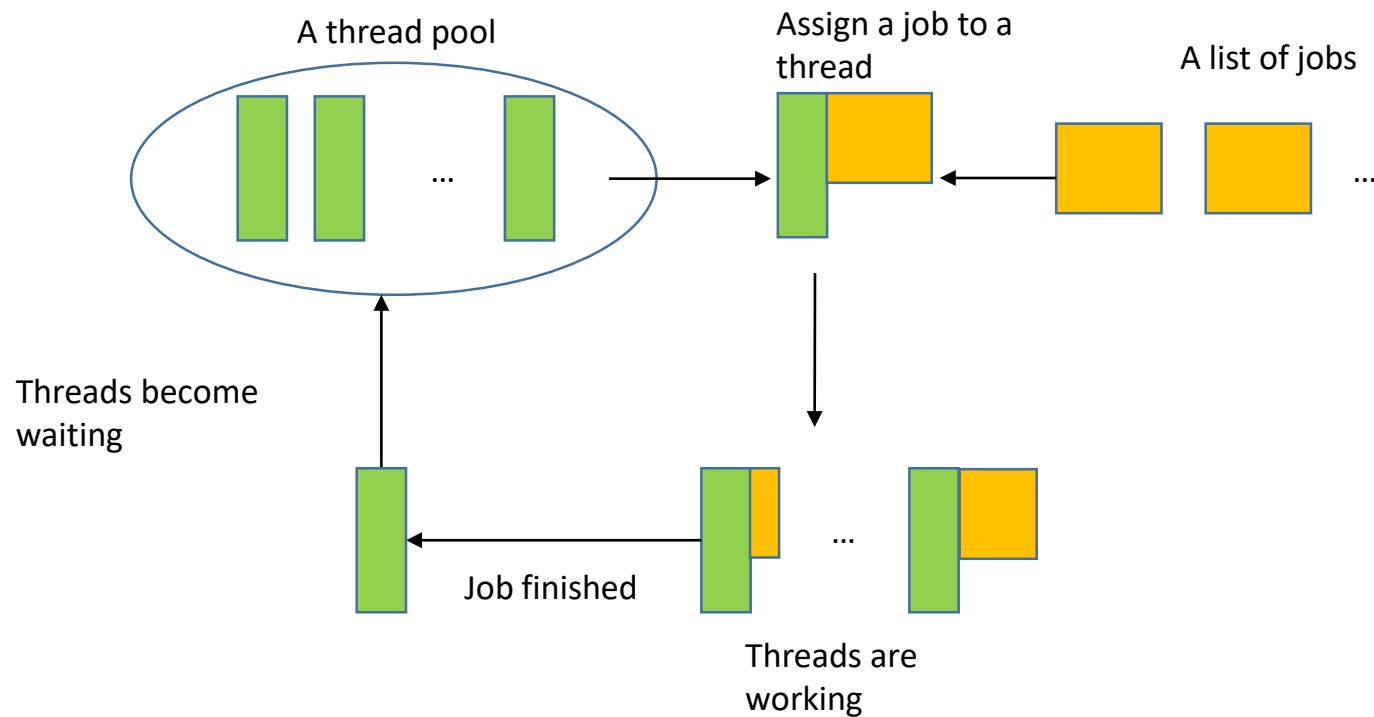 A thread pool
Assign a job to a
thread
A list of jobs
...
...
Threads become
waiting
...
Job finished
Threads are
working